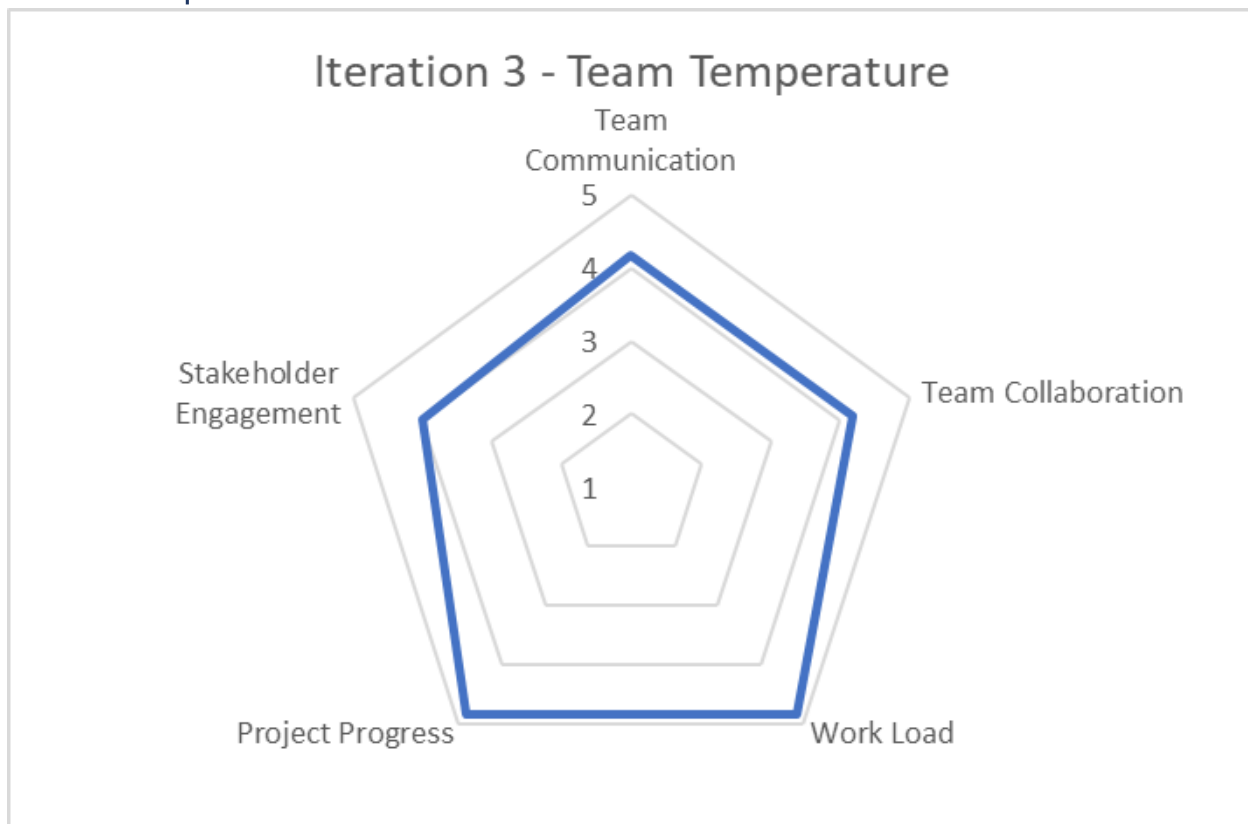 Iteration 3 - Team Temperature
Team
Communication
5
4
3
2
1
Stakeholder
Engagement
Team Collaboration
Project Progress
Work Load